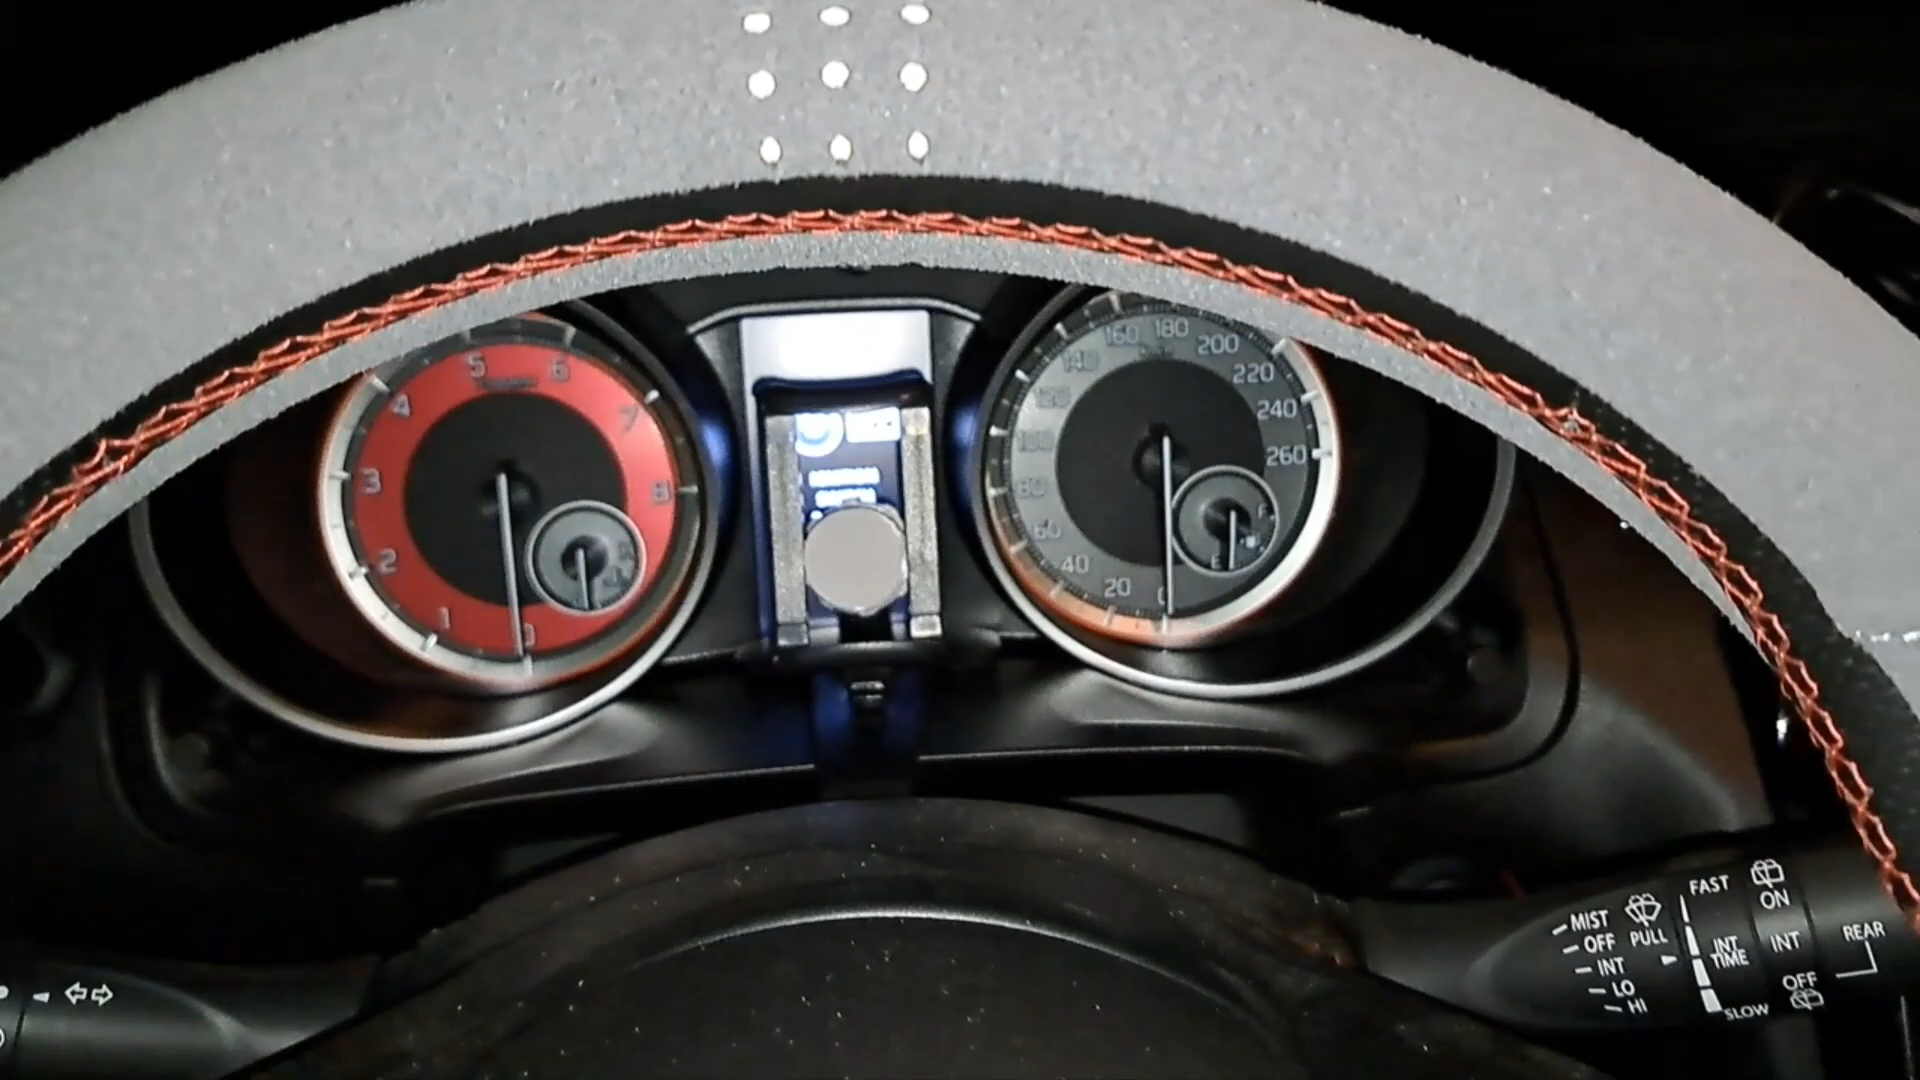 5 6
4 7
3 8
2
1
160 180
140 200
120 220
100 240
80 260
60
40
20 0
F
E
MIST
OFF PULL
INT
LO
HI
FAST
INT
TIME
SLOW
ON
INT
OFF
REAR